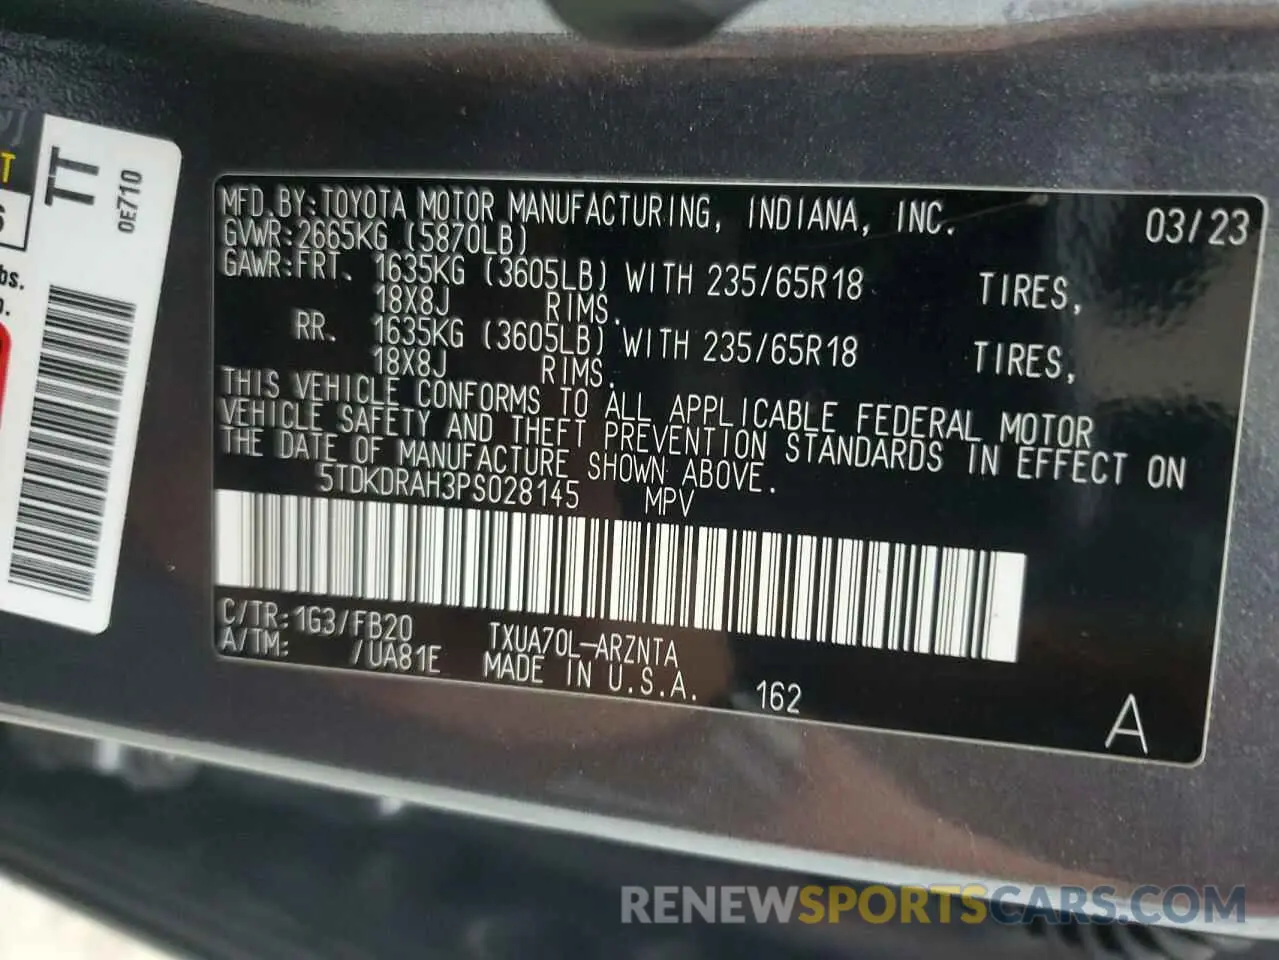 T
TT
0E710
bs.
MFD.BY:TOYOTA MOTOR MANUFACTURING, INDIANA, INC. 03/23
GVWR:2665KG (5870LB)
GAWR:FRT. 1635KG (3605LB) WITH 235/65R18 TIRES,
18X8J RIMS.
RR. 1635KG (3605LB) WITH 235/65R18 TIRES,
18X8J RIMS.
THIS VEHICLE CONFORMS TO ALL APPLICABLE FEDERAL MOTOR
VEHICLE SAFETY AND THEFT PREVENTION STANDARDS IN EFFECT ON
THE DATE OF MANUFACTURE SHOWN ABOVE.
5TDKDRAH3PS028145 MPV
C/TR:1G3/FB20 TXUA70L-ARZNTA
A/TM: /UA81E MADE IN U.S.A. 162
A
RENEWSPORTSCARS.COM